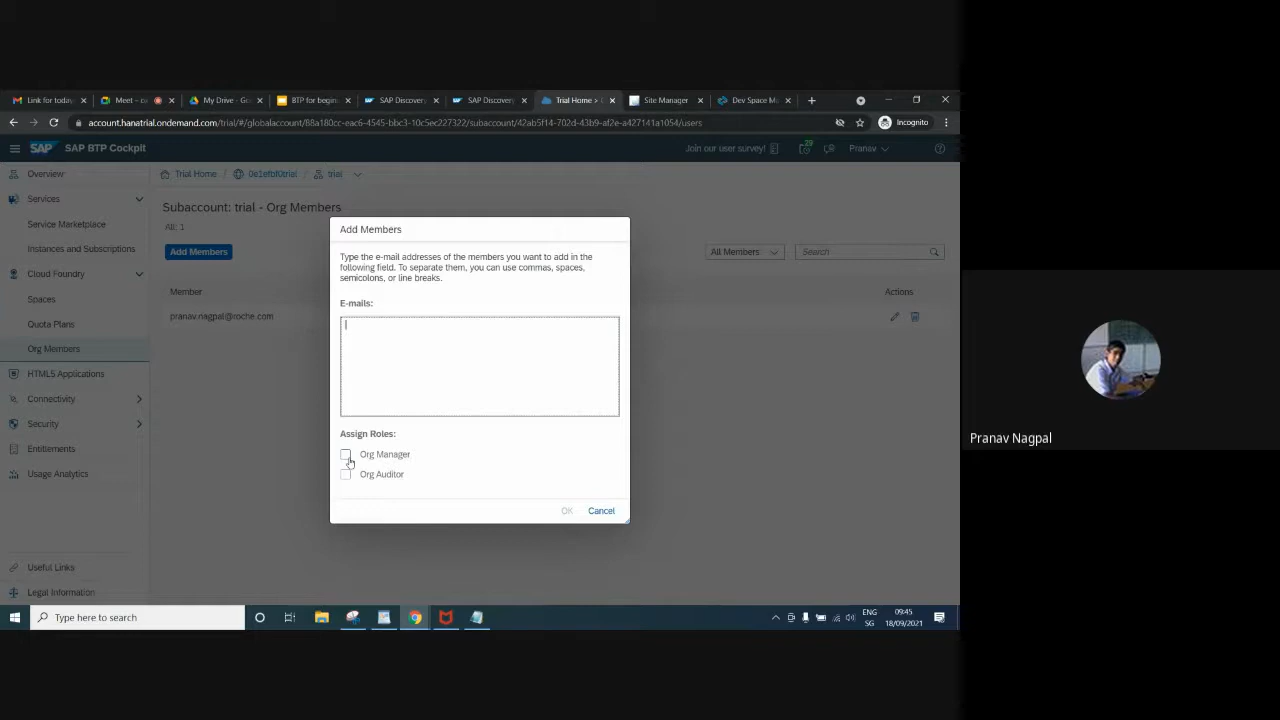 Link for today
Meet –
My Drive - Go
BTP for begin
SAP Discovery
SAP Discovery
Trial Home >
Site Manager
Dev Space Ma
account.hanatrial.ondemand.com/trial/#/globalaccount/88a180cc-eac6-4545-bbc3-10c5ec227322/subaccount/42ab5f14-702d-43b9-af2e-a427141a1054/users
Incognito
SAP
SAP BTP Cockpit
Join our user survey!
29
Pranav
Overview
Services
Service Marketplace
Instances and Subscriptions
Cloud Foundry
Spaces
Quota Plans
Org Members
HTML5 Applications
Connectivity
Security
Entitlements
Usage Analytics
Useful Links
Legal Information
Trial Home /
0e1efbf0trial /
trial
Subaccount: trial - Org Members
All: 1
Add Members
All Members
Search
Member
Actions
pranav.nagpal@roche.com
Add Members
Type the e-mail addresses of the members you want to add in the
following field. To separate them, you can use commas, spaces,
semicolons, or line breaks.
E-mails:
Assign Roles:
Org Manager
Org Auditor
OK
Cancel
Pranav Nagpal
Type here to search
ENG
SG
09:45
18/09/2021